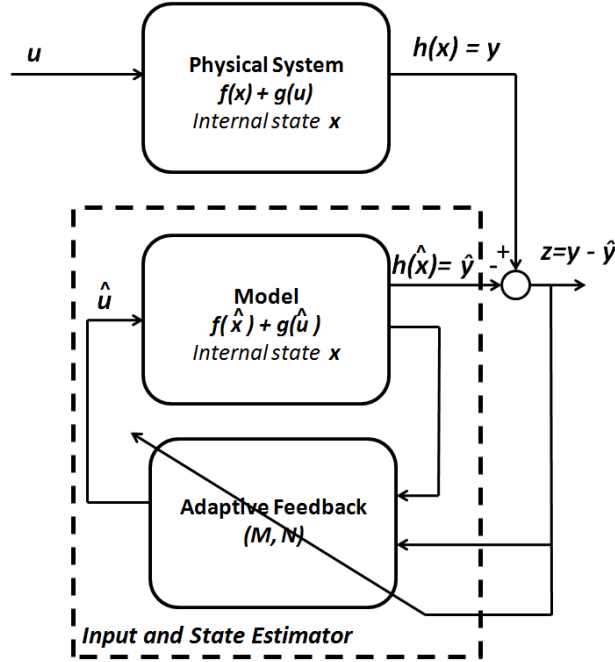 u
Physical System
f(x) + g(u)
Internal state x
h(x) = y
+
-
z=y - ŷ
h(x̂)= ŷ
û
Model
f( x̂ ) + g( û )
Internal state x
Adaptive Feedback
(M, N)
Input and State Estimator